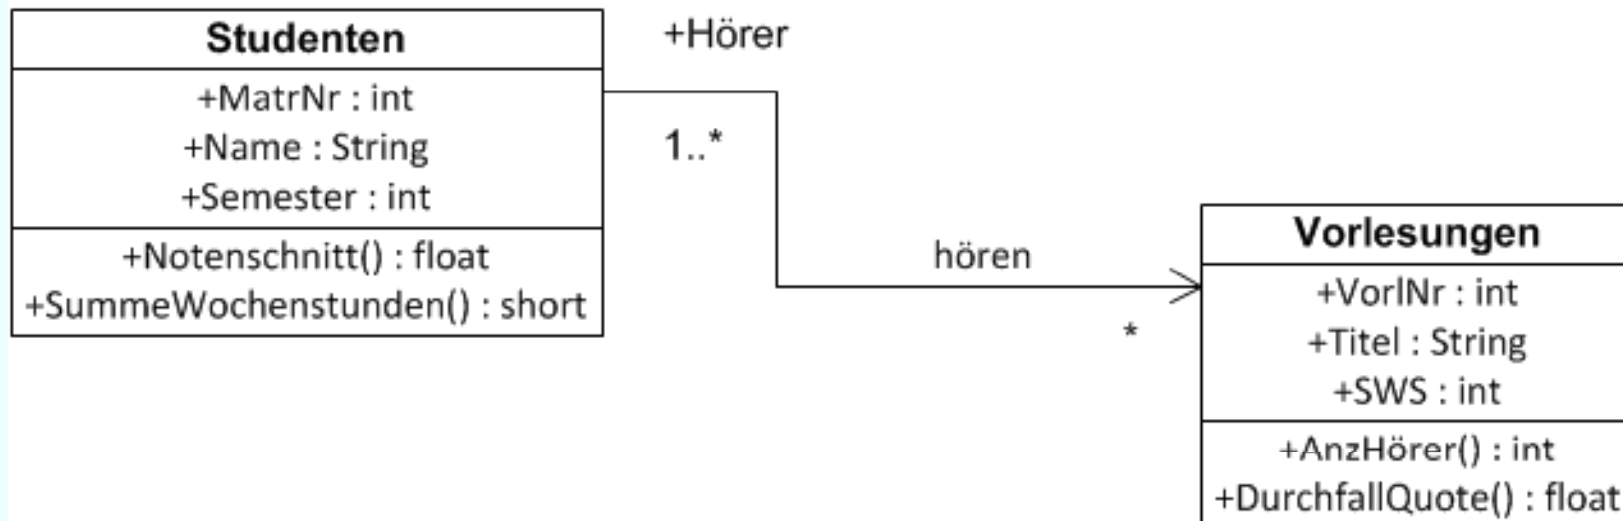 Studenten
+MatrNr : int
+Name : String
+Semester : int
+Notenschnitt() : float
+SummeWochenstunden() : short
+Hörer
1..*
hören
*
Vorlesungen
+VorlNr : int
+Titel : String
+SWS : int
+AnzHörer() : int
+DurchfallQuote() : float